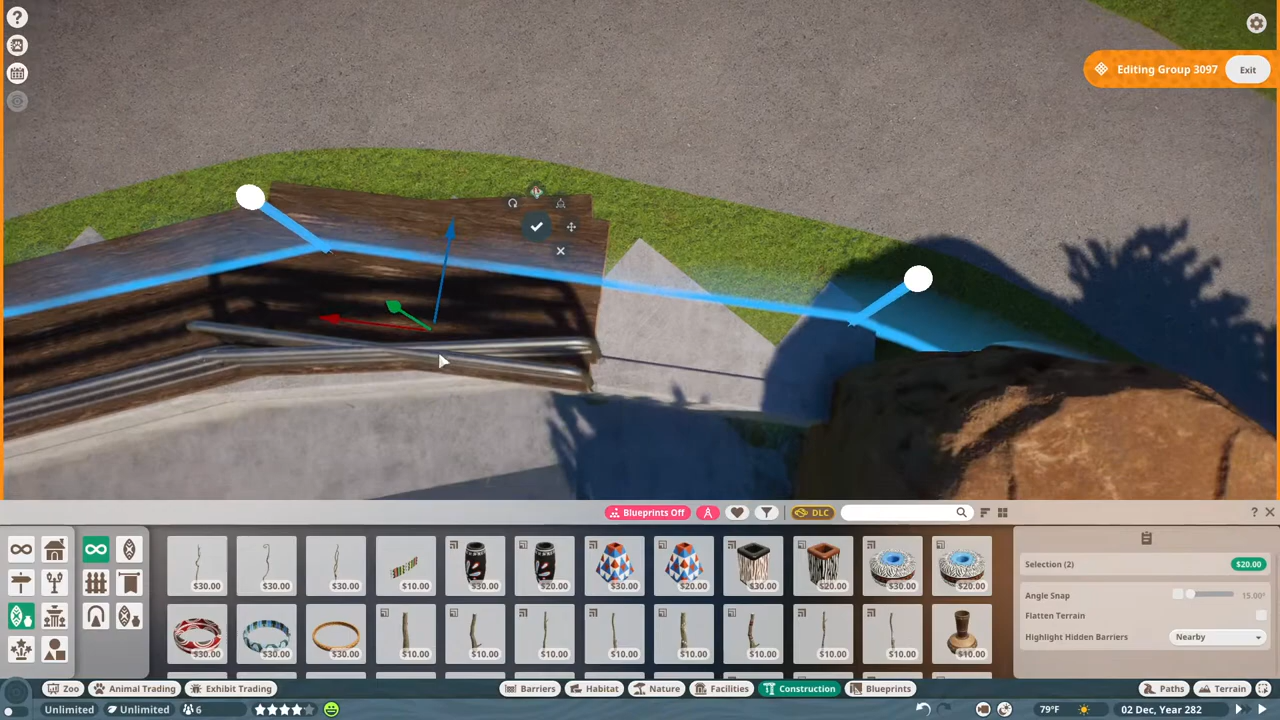 ?
Editing Group 3097
Exit
Blueprints Off
DLC
? ×
$30.00 $30.00 $30.00 $10.00 $30.00 $20.00 $30.00 $20.00 $30.00 $20.00 $30.00 $20.00
$30.00 $30.00 $30.00 $10.00 $10.00 $10.00 $10.00 $10.00 $10.00 $10.00 $10.00 $10.00
Selection (2) $20.00
Angle Snap 15.00°
Flatten Terrain
Highlight Hidden Barriers Nearby
Zoo Animal Trading Exhibit Trading Barriers Habitat Nature Facilities Construction Blueprints Paths Terrain
Unlimited Unlimited 6 79°F 02 Dec, Year 282